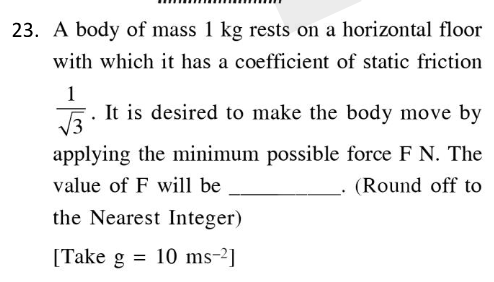 23. A body of mass 1 kg rests on a horizontal floor
with which it has a coefficient of static friction
1/√3. It is desired to make the body move by
applying the minimum possible force F N. The
value of F will be __________. (Round off to
the Nearest Integer)
[Take g = 10 ms⁻²]